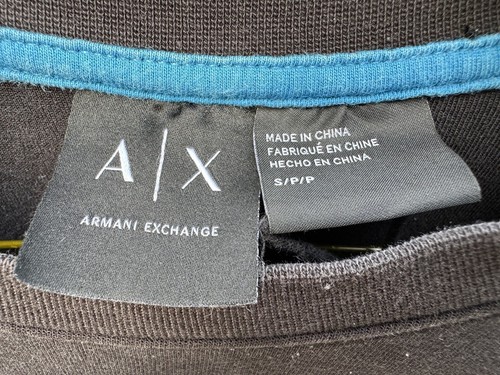 A|X
ARMANI EXCHANGE
MADE IN CHINA
FABRIQUÉ EN CHINE
HECHO EN CHINA
S/P/P